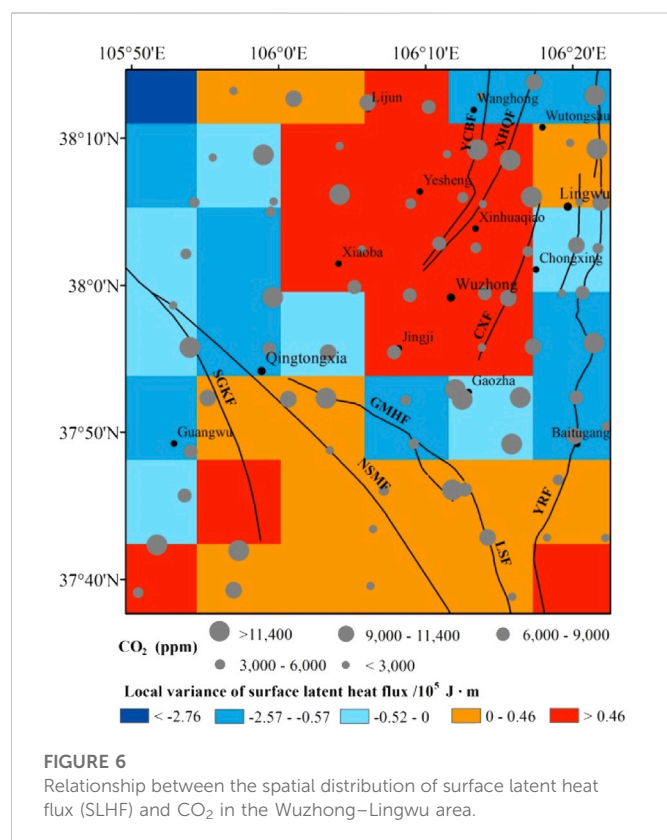 105°50'E 106°0'E 106°10'E 106°20'E
Lijun
Wanghong
Wutongshu
38°10'N
YCBF
XHQF
Yesheng
Lingwu
Xinhuaqiao
Xiaoba
Chongxing
38°0'N
Wuzhong
CXF
Jingji
Qingtongxia
SGKF
Gaozha
GMHF
37°50'N
Guangwu
Baitugang
NSMF
YRF
LSF
37°40'N
CO₂ (ppm)
>11,400 9,000 - 11,400 6,000 - 9,000
3,000 - 6,000 < 3,000
Local variance of surface latent heat flux /10⁵ J · m
< -2.76 -2.57 - -0.57 -0.52 - 0 0 - 0.46 > 0.46
FIGURE 6
Relationship between the spatial distribution of surface latent heat
flux (SLHF) and CO₂ in the Wuzhong–Lingwu area.